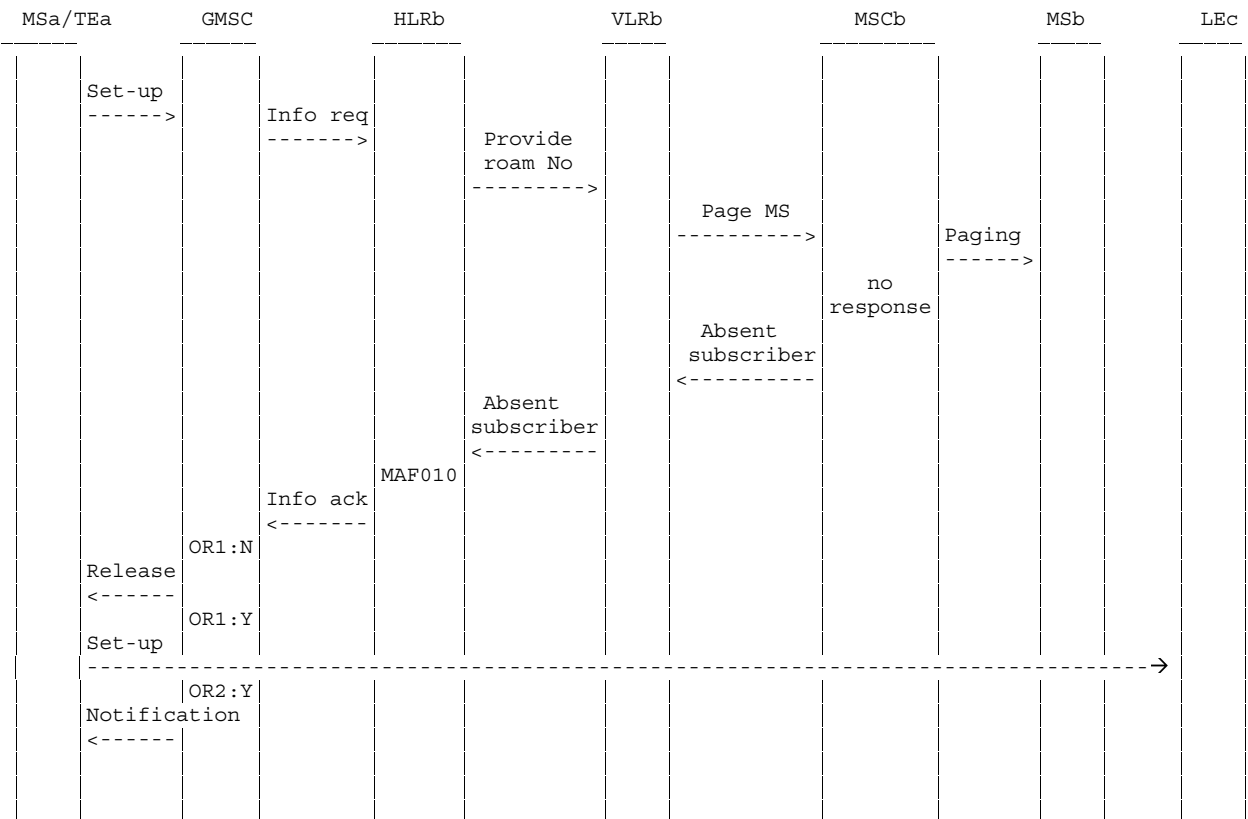 MSa/TEa GMSC HLRb VLRb MSCb MSb LEc
Set-up
------> Info req
-------> Provide
roam No
--------->
Page MS
----------> Paging
------>
no
response
Absent
subscriber
<----------
Absent
subscriber
<---------
MAF010
Info ack
<-------
OR1:N
Release
<------
OR1:Y
Set-up
OR2:Y
Notification
<------